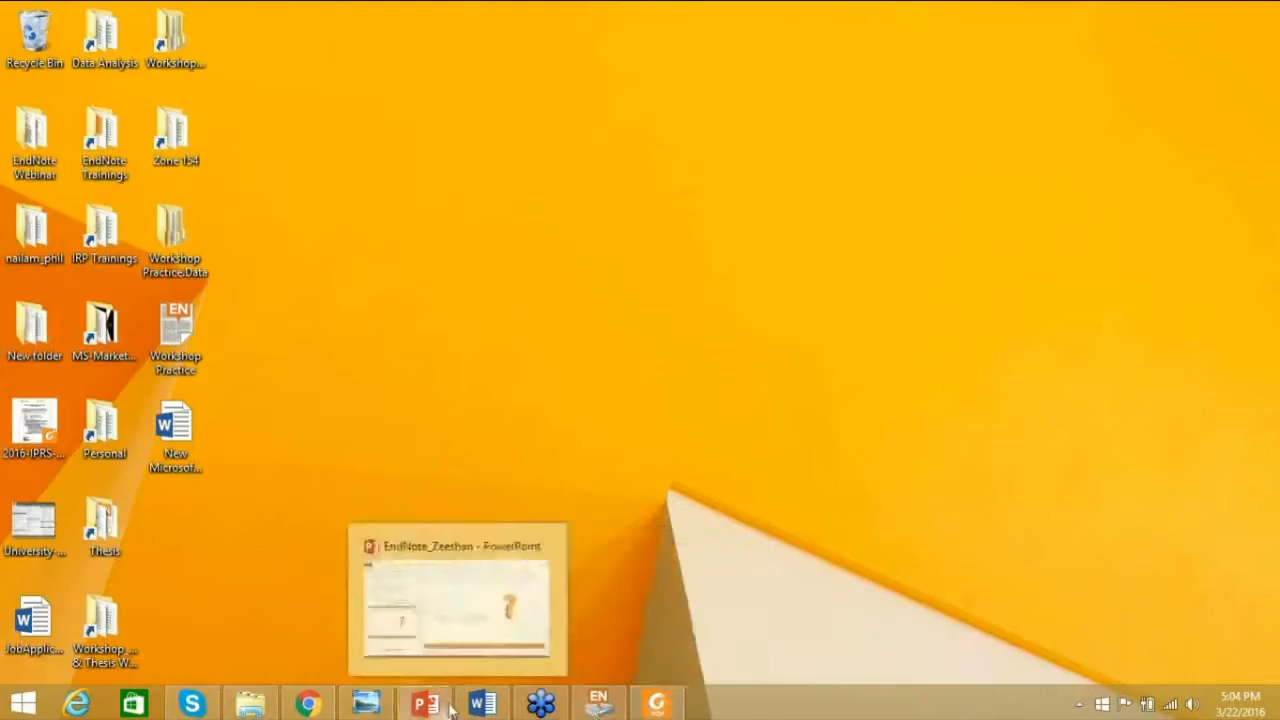 Recycle Bin
Data Analysis
Workshop...
EndNote
Webinar
EndNote
Trainings
Zone 154
nailam_phil
IRP Trainings
Workshop
Practice.Data
New folder
MS-Market...
EN
Workshop
Practice
2016-IPRS-...
Personal
W
New
Microsof...
University-...
Thesis
W
JobApplic...
Workshop_...
& Thesis W...
EndNote_Zeeshan - PowerPoint
5:04 PM
3/22/2016
EN